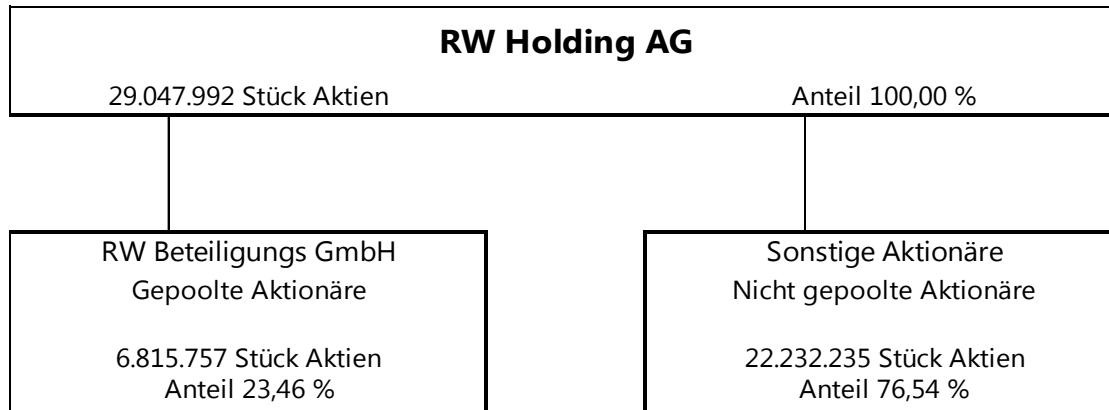 RW Holding AG
29.047.992 Stück Aktien Anteil 100,00 %
RW Beteiligungs GmbH
Gepoolte Aktionäre
6.815.757 Stück Aktien
Anteil 23,46 %
Sonstige Aktionäre
Nicht gepoolte Aktionäre
22.232.235 Stück Aktien
Anteil 76,54 %